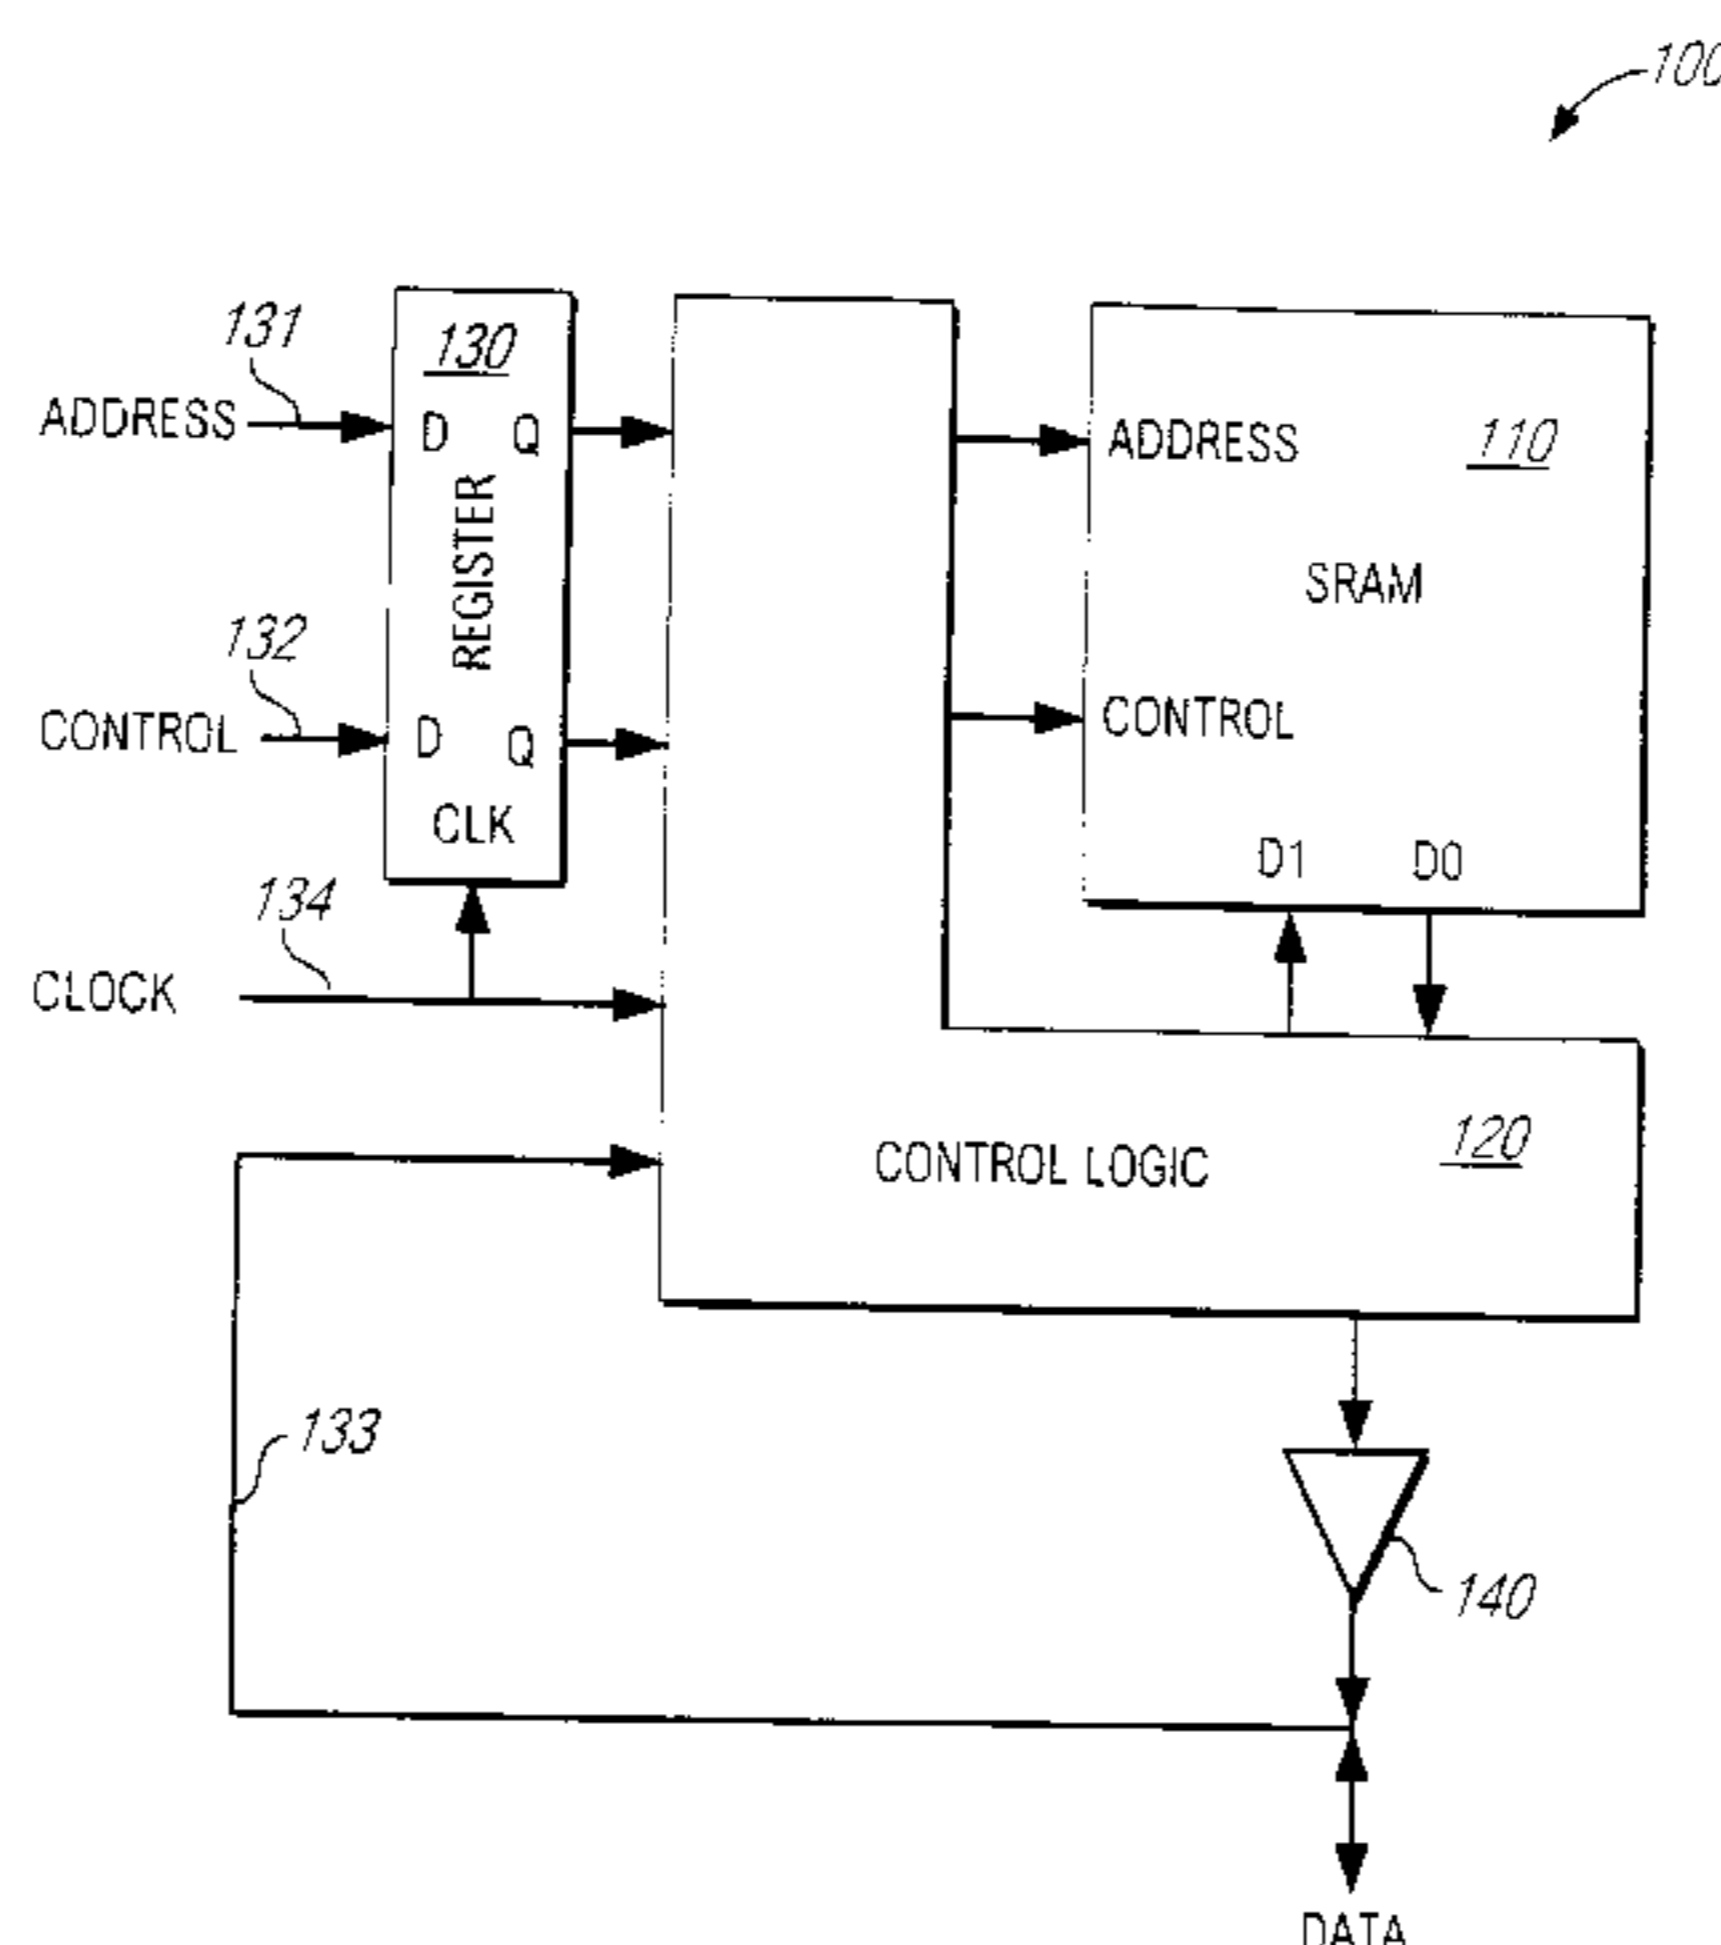 100
131
130
ADDRESS
D Q
ADDRESS
110
REGISTER
SRAM
132
CONTROL
D Q
CONTROL
CLK
D1 D0
134
CLOCK
CONTROL LOGIC
120
133
140
DATA